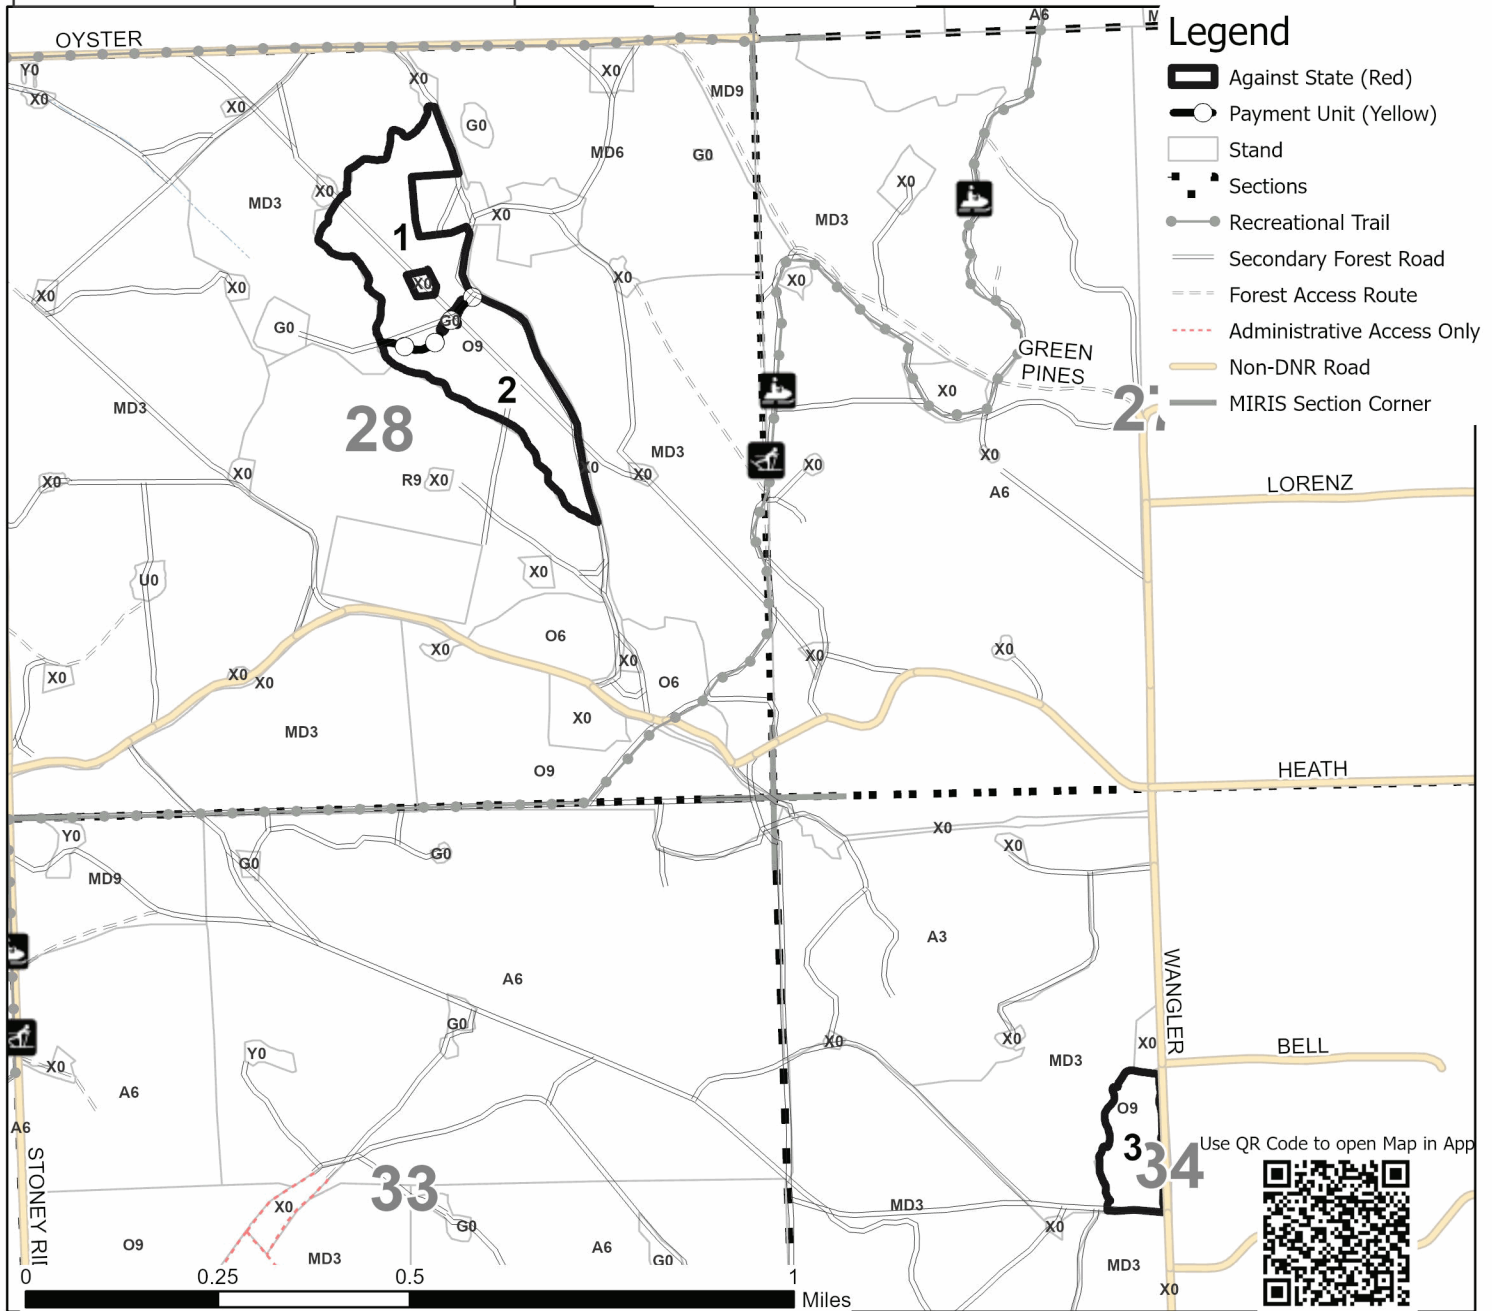 OYSTER
A6
M
Legend
Against State (Red)
Payment Unit (Yellow)
Stand
Sections
Recreational Trail
Secondary Forest Road
Forest Access Route
Administrative Access Only
Non-DNR Road
MIRIS Section Corner
Y0
X0
X0
X0
X0
MD9
G0
MD6
G0
X0
MD3
X0
X0
MD3
1
X0
X0
X0
X0
X0
G0
G0
O9
GREEN
PINES
2
X0
MD3
28
27
MD3
X0
X0
X0
R9 X0
X0
X0
X0
A6
LORENZ
U0
X0
O6
X0
X0
X0
X0
X0
X0
X0
O6
MD3
X0
O9
HEATH
Y0
G0
G0
X0
X0
MD9
A3
A6
WANGLER
G0
Y0
X0
X0
X0
X0
MD3
BELL
A6
O9
A6
3
34
Use QR Code to open Map in App
STONEY RII
33
X0
G0
MD3
X0
O9
MD3
A6
G0
MD3
X0
0
0.25
0.5
1
Miles